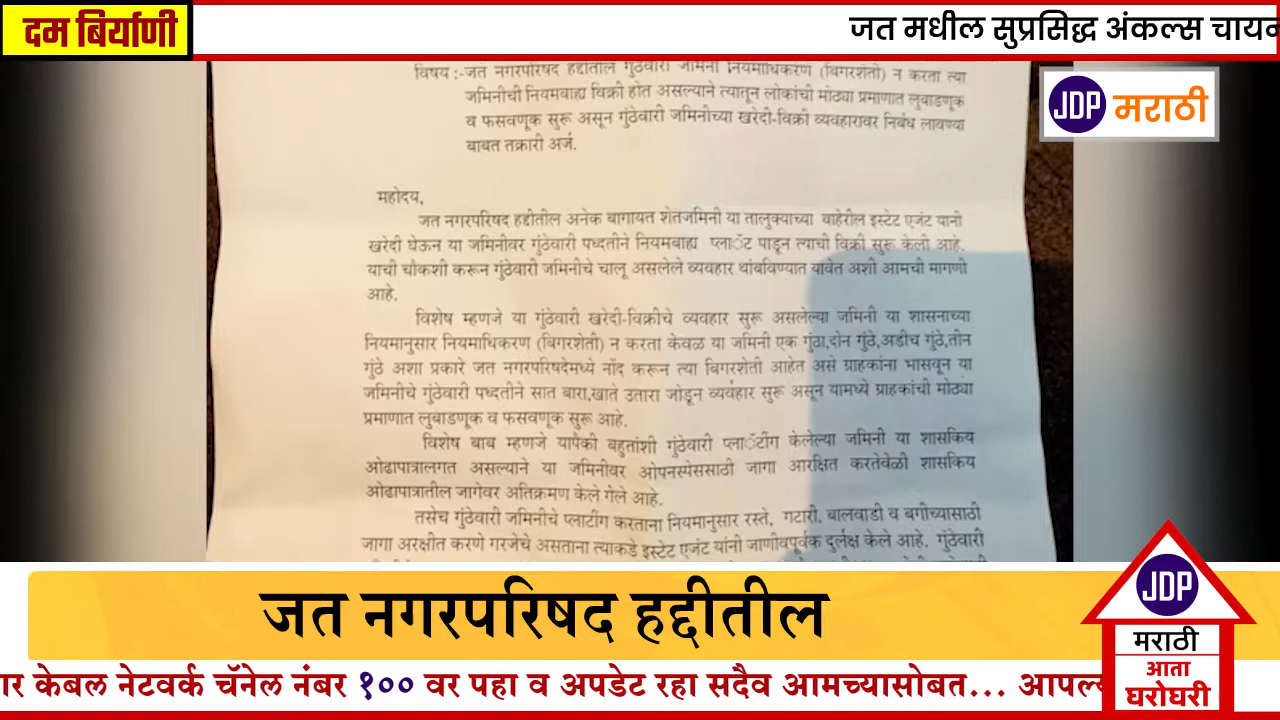 दम बिर्याणी
जत मधील सुप्रसिद्ध अंकल्स चायन
JDP मराठी
विषय :-जत नगरपरिषद हद्दीतील गुंठेवारी जमिनी नियमाधिकरण (बिगरशेती) न करता त्या
जमिनीची नियमबाह्य विक्री होत असल्याने त्यातून लोकांची मोठ्या प्रमाणात लुबाडणूक
व फसवणूक सुरू असून गुंठेवारी जमिनीच्या खरेदी-विक्री व्यवहारावर निर्बंध लावण्या
बाबत तक्रारी अर्ज.
महोदय,
जत नगरपरिषद हद्दीतील अनेक बागायत शेतजमिनी या तालुक्याच्या बाहेरील इस्टेट एजंट यांनी
खरेदी घेऊन या जमिनीवर गुंठेवारी पध्दतीने नियमबाह्य प्लाॅट पाडून त्याची विक्री सुरू केली आहे.
याची चौकशी करून गुंठेवारी जमिनीचे चालू असलेले व्यवहार थांबविण्यात यावेत अशी आमची मागणी
आहे.
विशेष म्हणजे या गुंठेवारी खरेदी-विक्रीचे व्यवहार सुरू असलेल्या जमिनी या शासनाच्या
नियमानुसार नियमाधिकरण (बिगरशेती) न करता केवळ या जमिनी एक गुंठा,दोन गुंठे,अडीच गुंठे,तीन
गुंठे अशा प्रकारे जत नगरपरिषदेमध्ये नोंद करून त्या बिगरशेती आहेत असे ग्राहकांना भासवून या
जमिनीचे गुंठेवारी पध्दतीने सात बारा,खाते उतारा जोडून व्यवहार सुरू असून यामध्ये ग्राहकांची मोठ्या
प्रमाणात लुबाडणूक व फसवणूक सुरू आहे.
विशेष बाब म्हणजे यापैकी बहुतांशी गुंठेवारी प्लाॅटींग केलेल्या जमिनी या शासकिय
ओढापात्रालगत असल्याने या जमिनीवर ओपनस्पेससाठी जागा आरक्षित करतेवेळी शासकिय
ओढापात्रातील जागेवर अतिक्रमण केले गेले आहे.
तसेच गुंठेवारी जमिनीचे प्लाटींग करताना नियमानुसार रस्ते, गटारी, बालवाडी व बगीच्यासाठी
जागा अरक्षीत करणे गरजेचे असताना त्याकडे इस्टेट एजंट यांनी जाणीवपूर्वक दुर्लक्ष केले आहे. गुंठेवारी
जत नगरपरिषद हद्दीतील
JDP
मराठी
आता
घरोघरी
ार केबल नेटवर्क चॅनेल नंबर १०० वर पहा व अपडेट रहा सदैव आमच्यासोबत... आपल्